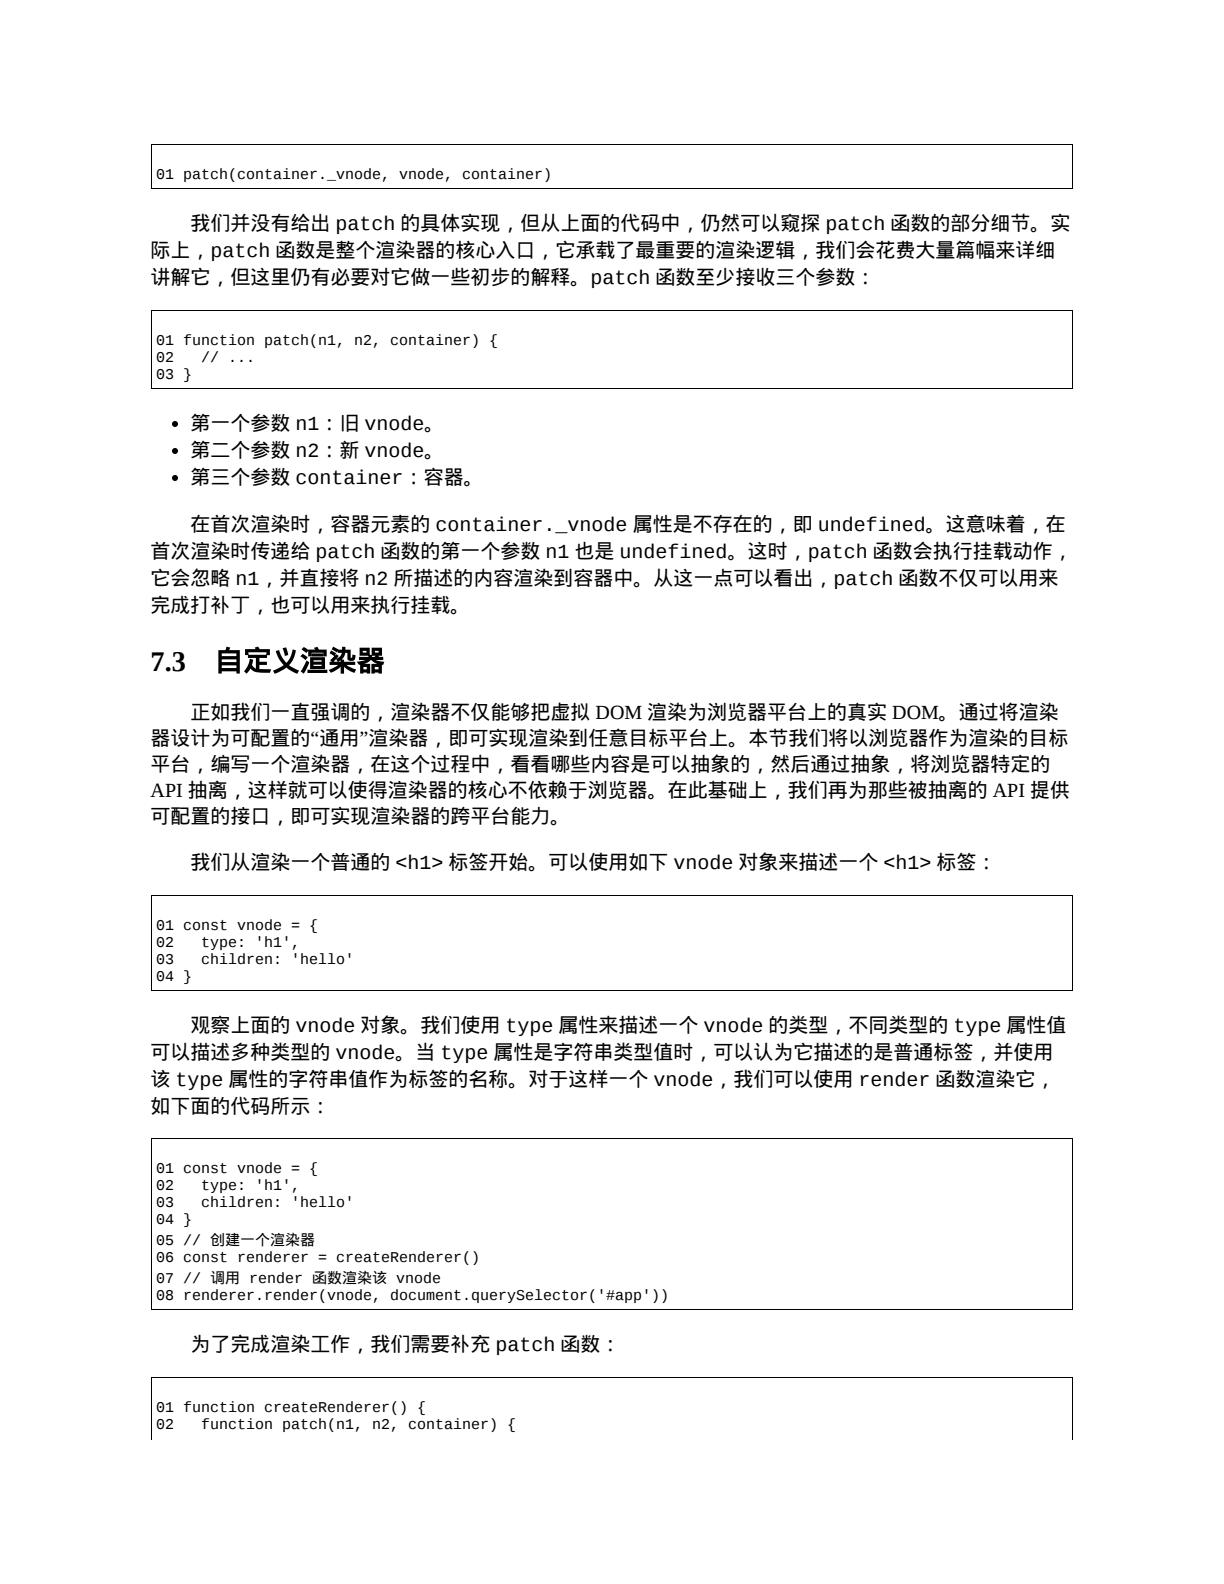 01 patch(container._vnode, vnode, container)
我们并没有给出 patch 的具体实现，但从上面的代码中，仍然可以窥探 patch 函数的部分细节。实
际上，patch 函数是整个渲染器的核心入口，它承载了最重要的渲染逻辑，我们会花费大量篇幅来详细
讲解它，但这里仍有必要对它做一些初步的解释。patch 函数至少接收三个参数：
01 function patch(n1, n2, container) {
02   // ...
03 }
• 第一个参数 n1：旧 vnode。
• 第二个参数 n2：新 vnode。
• 第三个参数 container：容器。
在首次渲染时，容器元素的 container._vnode 属性是不存在的，即 undefined。这意味着，在
首次渲染时传递给 patch 函数的第一个参数 n1 也是 undefined。这时，patch 函数会执行挂载动作，
它会忽略 n1，并直接将 n2 所描述的内容渲染到容器中。从这一点可以看出，patch 函数不仅可以用来
完成打补丁，也可以用来执行挂载。
7.3 自定义渲染器
正如我们一直强调的，渲染器不仅能够把虚拟 DOM 渲染为浏览器平台上的真实 DOM。通过将渲染
器设计为可配置的“通用”渲染器，即可实现渲染到任意目标平台上。本节我们将以浏览器作为渲染的目标
平台，编写一个渲染器，在这个过程中，看看哪些内容是可以抽象的，然后通过抽象，将浏览器特定的
API 抽离，这样就可以使得渲染器的核心不依赖于浏览器。在此基础上，我们再为那些被抽离的 API 提供
可配置的接口，即可实现渲染器的跨平台能力。
我们从渲染一个普通的 <h1> 标签开始。可以使用如下 vnode 对象来描述一个 <h1> 标签：
01 const vnode = {
02   type: 'h1',
03   children: 'hello'
04 }
观察上面的 vnode 对象。我们使用 type 属性来描述一个 vnode 的类型，不同类型的 type 属性值
可以描述多种类型的 vnode。当 type 属性是字符串类型值时，可以认为它描述的是普通标签，并使用
该 type 属性的字符串值作为标签的名称。对于这样一个 vnode，我们可以使用 render 函数渲染它，
如下面的代码所示：
01 const vnode = {
02   type: 'h1',
03   children: 'hello'
04 }
05 // 创建一个渲染器
06 const renderer = createRenderer()
07 // 调用 render 函数渲染该 vnode
08 renderer.render(vnode, document.querySelector('#app'))
为了完成渲染工作，我们需要补充 patch 函数：
01 function createRenderer() {
02   function patch(n1, n2, container) {